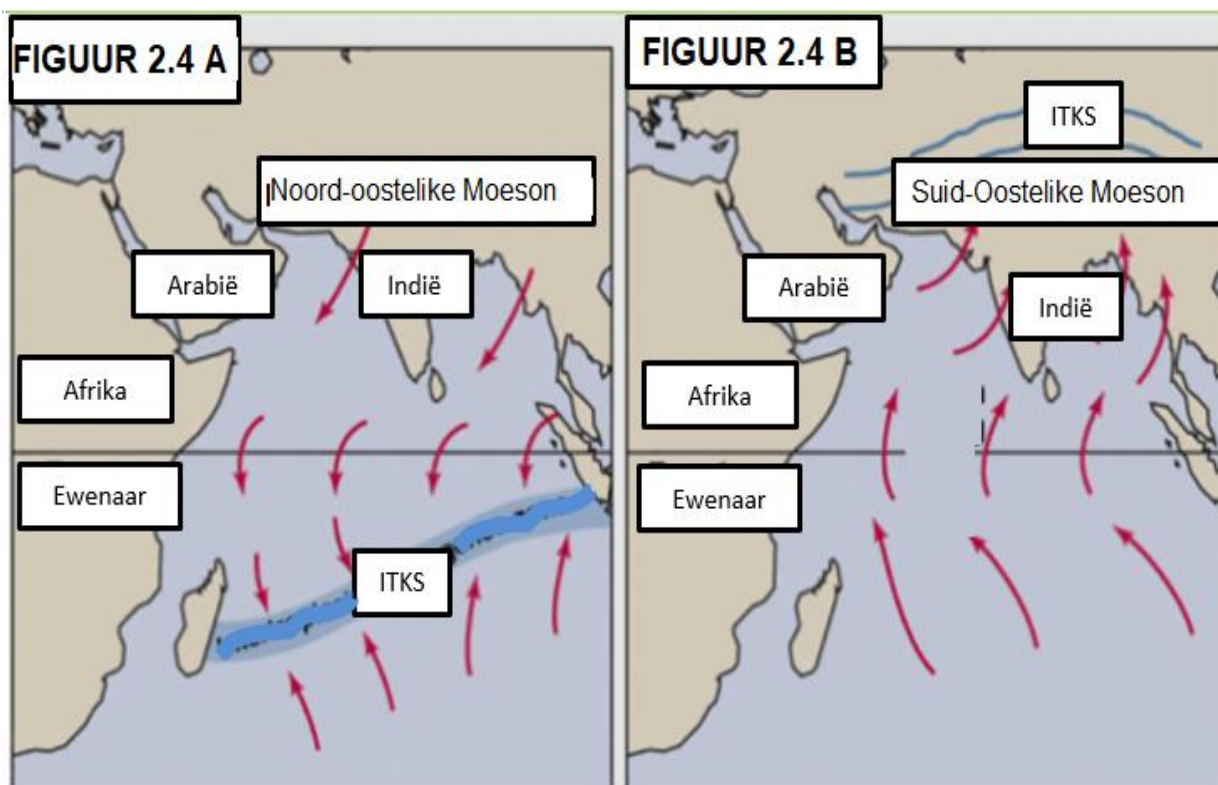 FIGUUR 2.4 A
Noord-oostelike Moeson
Arabië
Indië
Afrika
Ewenaar
ITKS
FIGUUR 2.4 B
ITKS
Suid-Oostelike Moeson
Arabië
Indië
Afrika
Ewenaar